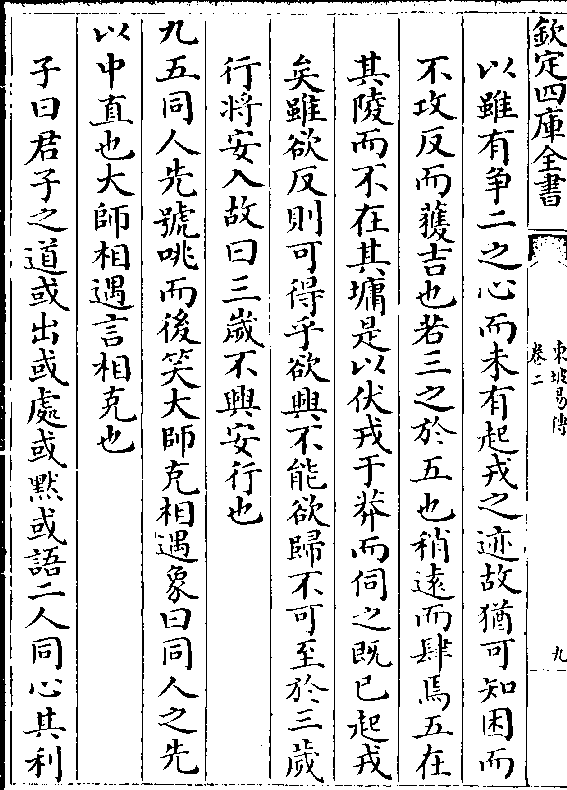 欽定四庫全書
東坡易傳
卷二
九
以雖有争二之心而未有起戎之迹故猶可知困而
不攻反而獲吉也若三之於五也稍遠而肆焉五在
其陵而不在其墉是以伏戎于莽而伺之既已起戎
矣雖欲反則可得乎欲興不能欲歸不可至於三歲
行將安入故曰三歲不興安行也
九五同人先號咷而後笑大師克相遇象曰同人之先
以中直也大師相遇言相克也
子曰君子之道或出或處或黙或語二人同心其利